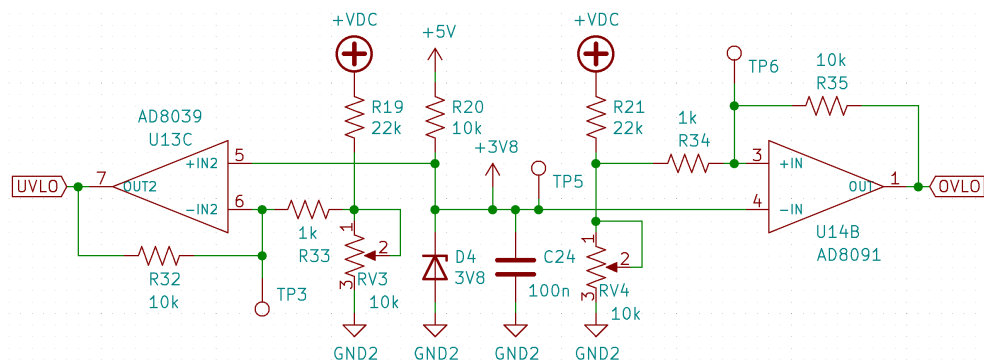 +VDC
+VDC
+5V
TP6
10k
R35
R19
22k
R20
10k
R21
22k
1k
R34
AD8039
U13C
+3V8
TP5
UVLO
7
OUT2
+IN2
5
-IN2
6
3
+IN
4
-IN
OUT
1
OVLO
U14B
AD8091
1k
R33
R32
10k
TP3
1
2
3
RV3
10k
D4
3V8
C24
100n
1
2
3
RV4
10k
GND2
GND2
GND2
GND2